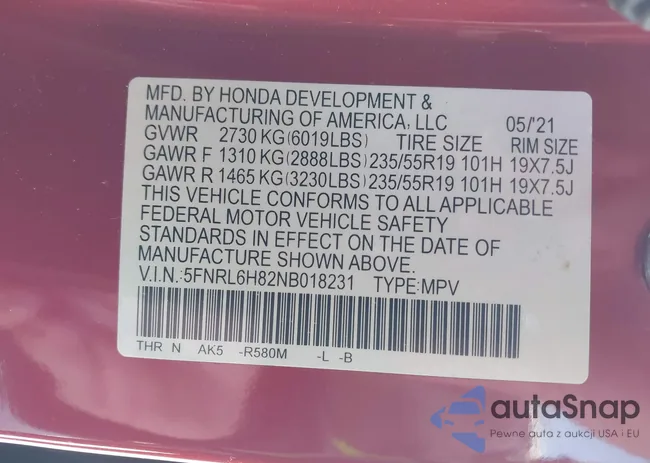 MFD. BY HONDA DEVELOPMENT &
MANUFACTURING OF AMERICA, LLC 05/'21
GVWR 2730 KG(6019LBS) TIRE SIZE RIM SIZE
GAWR F 1310 KG(2888LBS)235/55R19 101H 19X7.5J
GAWR R 1465 KG(3230LBS)235/55R19 101H 19X7.5J
THIS VEHICLE CONFORMS TO ALL APPLICABLE
FEDERAL MOTOR VEHICLE SAFETY
STANDARDS IN EFFECT ON THE DATE OF
MANUFACTURE SHOWN ABOVE.
V.I.N.:5FNRL6H82NB018231 TYPE:MPV
THR N AK5 -R580M -L -B
autaSnap
Pewne auta z aukcji USA i EU